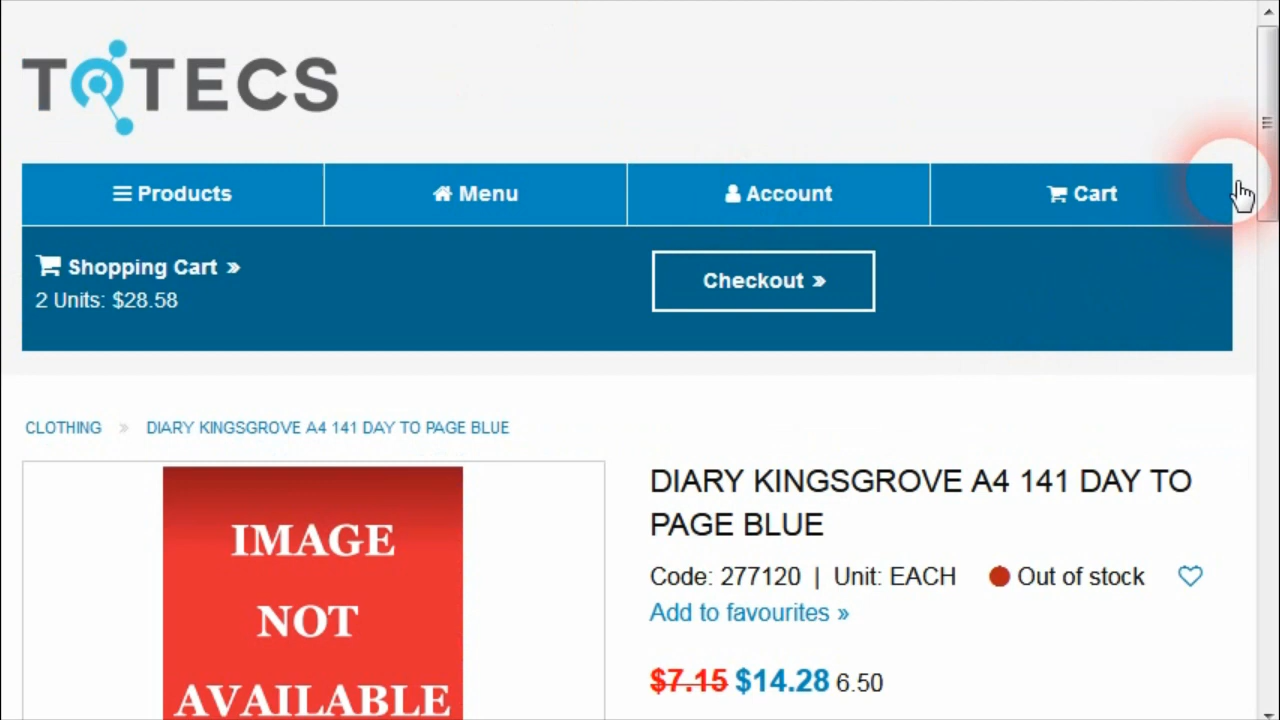 TOTECS
Products
Menu
Account
Cart
Shopping Cart »
2 Units: $28.58
Checkout »
CLOTHING » DIARY KINGSGROVE A4 141 DAY TO PAGE BLUE
IMAGE
NOT
AVAILABLE
DIARY KINGSGROVE A4 141 DAY TO
PAGE BLUE
Code: 277120 | Unit: EACH Out of stock
Add to favourites »
$7.15 $14.28 6.50